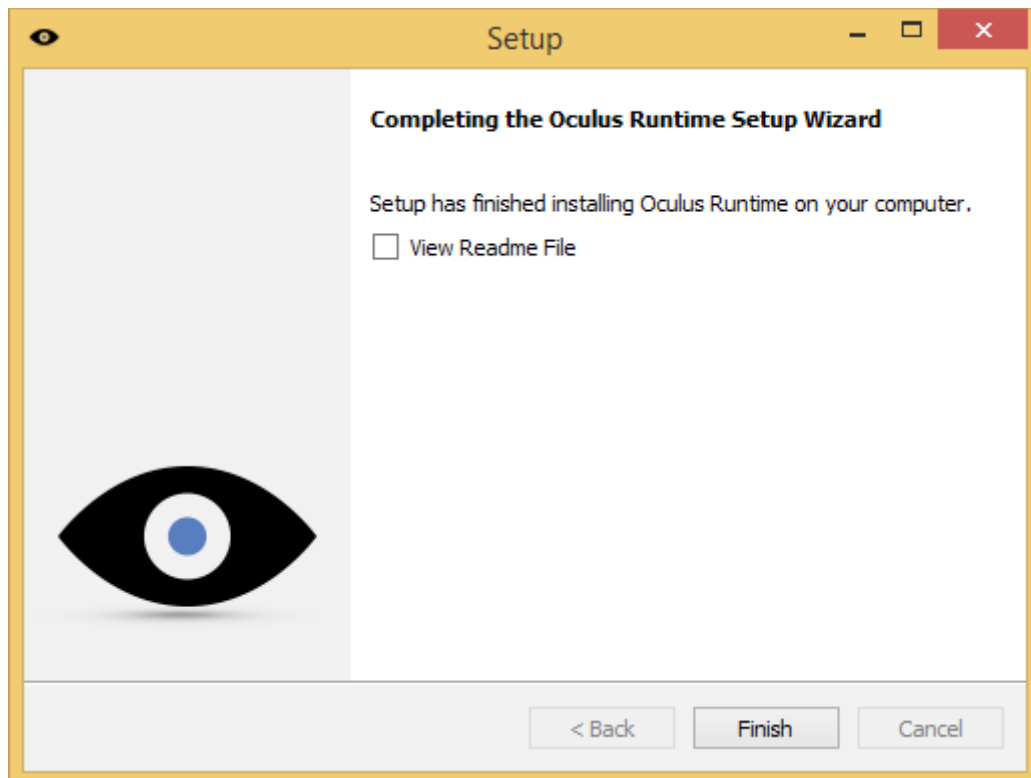 Setup
Completing the Oculus Runtime Setup Wizard
Setup has finished installing Oculus Runtime on your computer.
View Readme File
< Back
Finish
Cancel